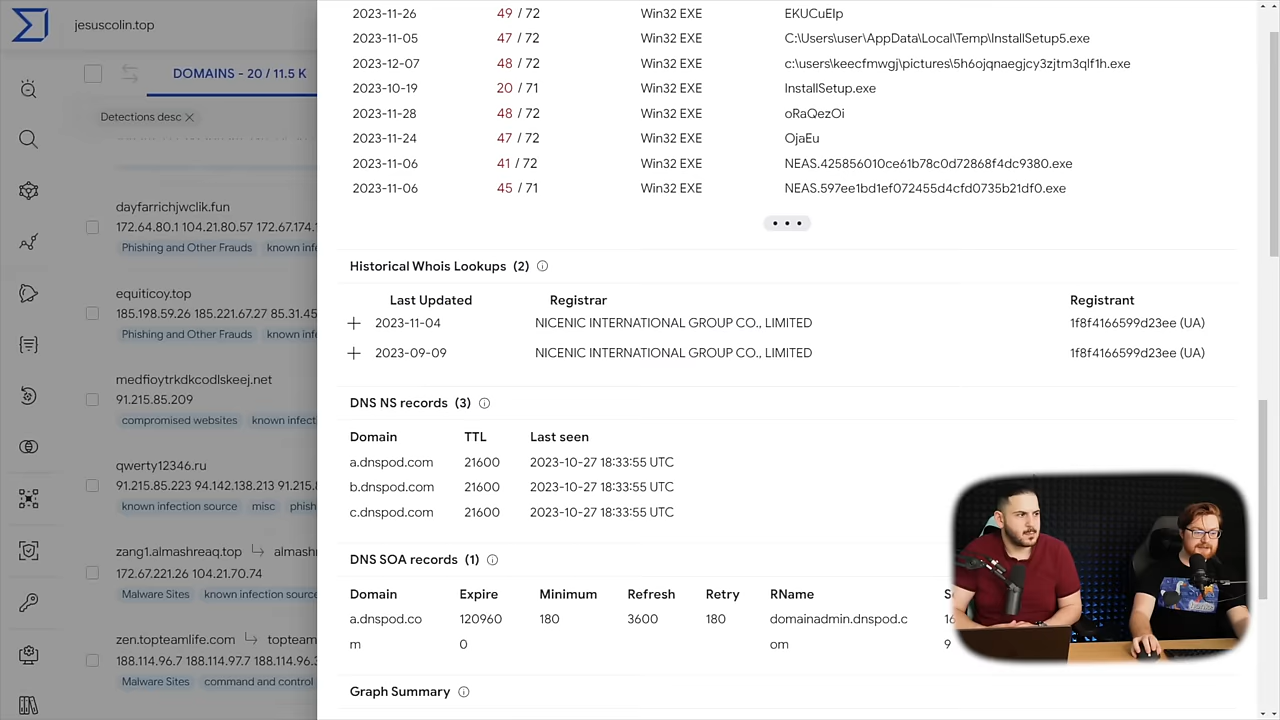 jesuscolin.top
DOMAINS - 20 / 11.5 K
Detections desc
dayfarrichjwclik.fun
172.64.80.1 104.21.80.57 172.67.174.1
Phishing and Other Frauds known inf
equiticoy.top
185.198.59.26 185.221.67.27 85.31.45
Phishing and Other Frauds known inf
medfioytrkdkcodlskeej.net
91.215.85.209
compromised websites known infect
qwerty12346.ru
91.215.85.223 94.142.138.213 91.215.8
known infection source misc phish
zang1.almashreaq.top almash
172.67.221.26 104.21.70.74
Malware Sites known infection source
zen.topteamlife.com topteam
188.114.96.7 188.114.97.7 188.114.96.3
Malware Sites command and control
2023-11-26 49 / 72 Win32 EXE EKUCuEIp
2023-11-05 47 / 72 Win32 EXE C:\Users\user\AppData\Local\Temp\InstallSetup5.exe
2023-12-07 48 / 72 Win32 EXE c:\users\keecfmwgj\pictures\5h6ojqnaegjcy3zjtm3qlf1h.exe
2023-10-19 20 / 71 Win32 EXE InstallSetup.exe
2023-11-28 48 / 72 Win32 EXE oRaQezOi
2023-11-24 47 / 72 Win32 EXE OjaEu
2023-11-06 41 / 72 Win32 EXE NEAS.425856010ce61b78c0d72868f4dc9380.exe
2023-11-06 45 / 71 Win32 EXE NEAS.597ee1bd1ef072455d4cfd0735b21df0.exe
Historical Whois Lookups (2)
Last Updated Registrar Registrant
2023-11-04 NICENIC INTERNATIONAL GROUP CO., LIMITED 1f8f4166599d23ee (UA)
2023-09-09 NICENIC INTERNATIONAL GROUP CO., LIMITED 1f8f4166599d23ee (UA)
DNS NS records (3)
Domain TTL Last seen
a.dnspod.com 21600 2023-10-27 18:33:55 UTC
b.dnspod.com 21600 2023-10-27 18:33:55 UTC
c.dnspod.com 21600 2023-10-27 18:33:55 UTC
DNS SOA records (1)
Domain Expire Minimum Refresh Retry RName S
a.dnspod.co 120960 180 3600 180 domainadmin.dnspod.c 16
m 0 om 9
Graph Summary